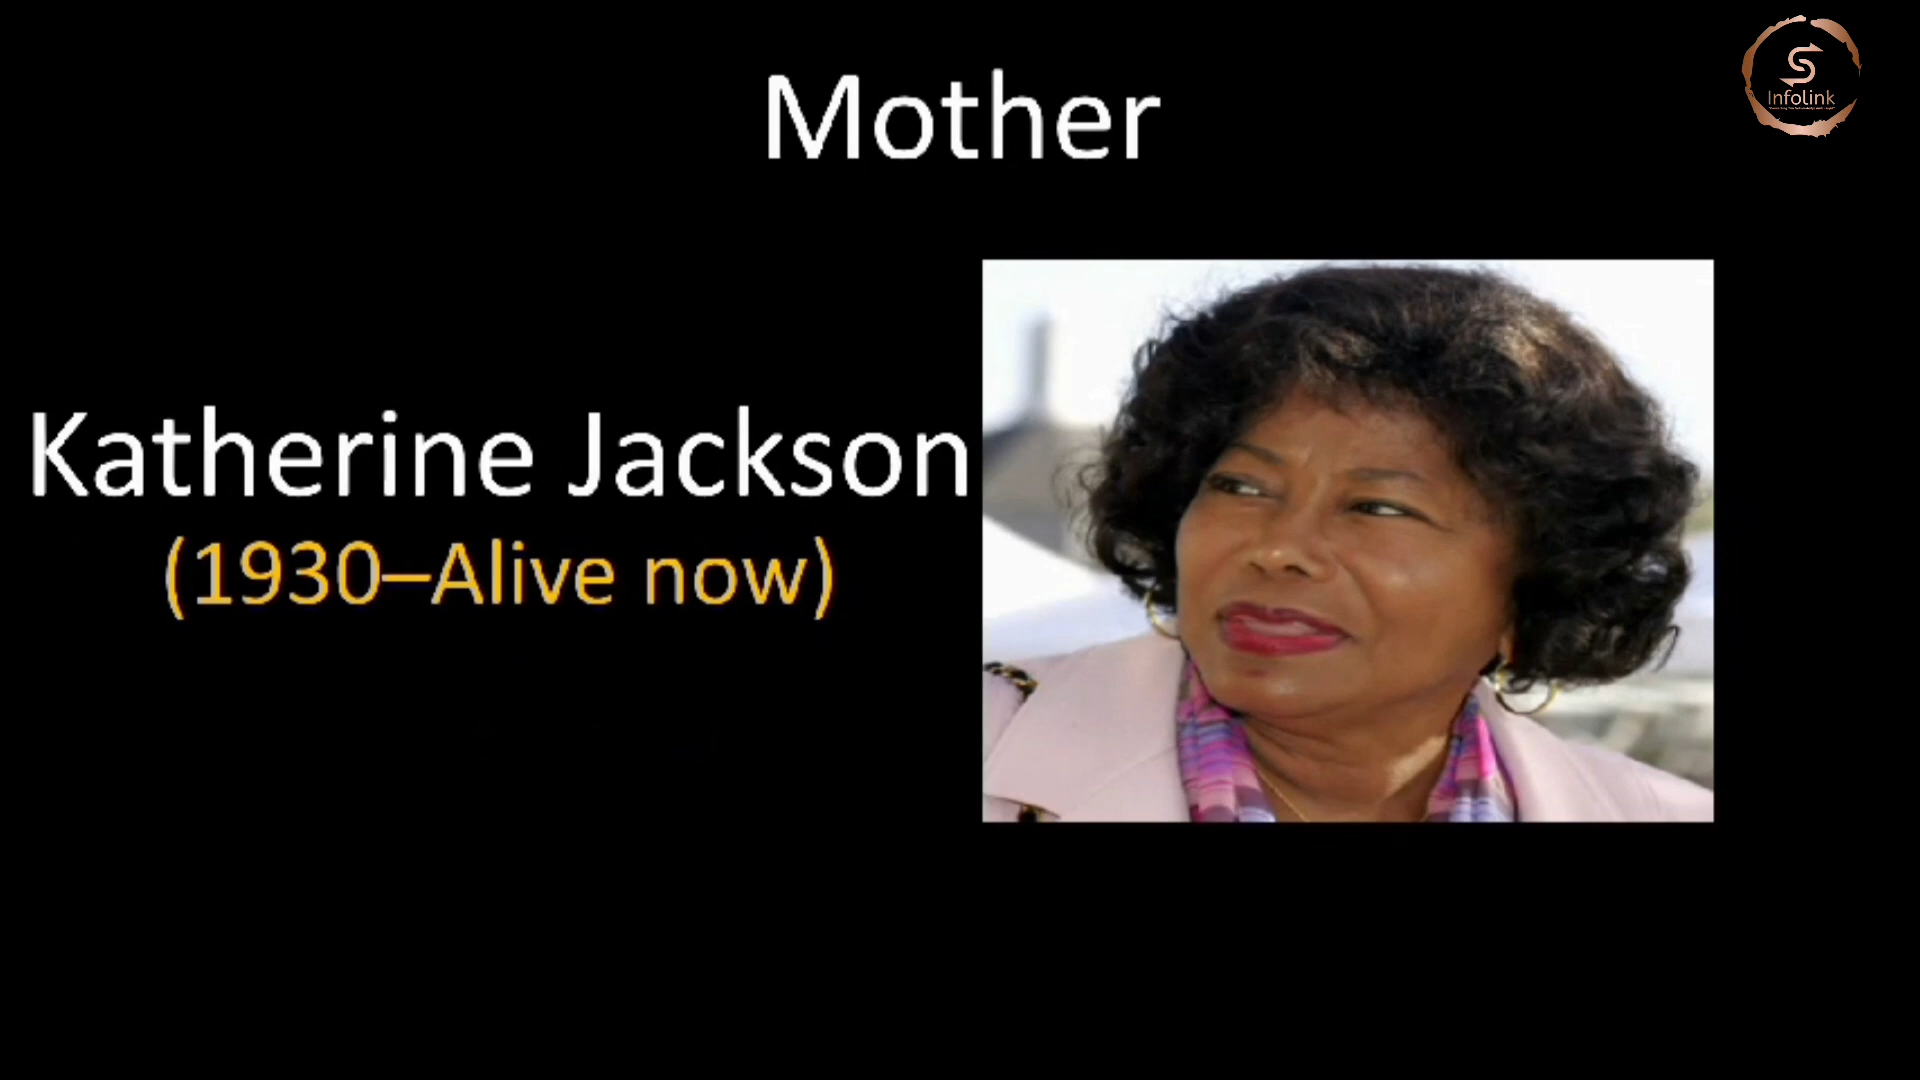 Mother
S
Infolink
Katherine Jackson
(1930–Alive now)